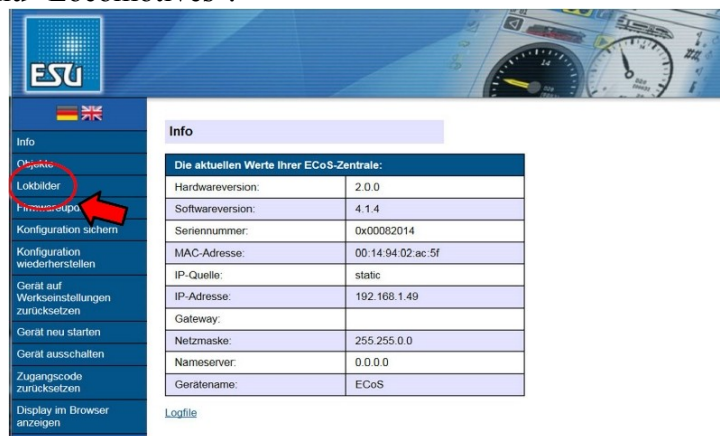 "Locomotives".
ESU
Info
Objekte
Lokbilder
Konfiguration sichern
Konfiguration
wiederherstellen
Gerät auf
Werkseinstellungen
zurücksetzen
Gerät neu starten
Gerät ausschalten
Zugangscode
zurücksetzen
Display im Browser
anzeigen
Info
Die aktuellen Werte Ihrer ECoS-Zentrale:
Hardwareversion: 2.0.0
Softwareversion: 4.1.4
Seriennummer: 0x00082014
MAC-Adresse: 00:14:94:02:ac:5f
IP-Quelle: static
IP-Adresse: 192.168.1.49
Gateway:
Netzmaske: 255.255.0.0
Nameserver: 0.0.0.0
Gerätename: ECoS
Logfile
14